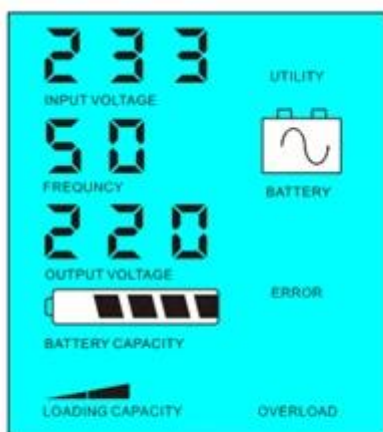 233
INPUT VOLTAGE
UTILITY
50
FREQUNCY
BATTERY
220
OUTPUT VOLTAGE
ERROR
BATTERY CAPACITY
LOADING CAPACITY
OVERLOAD